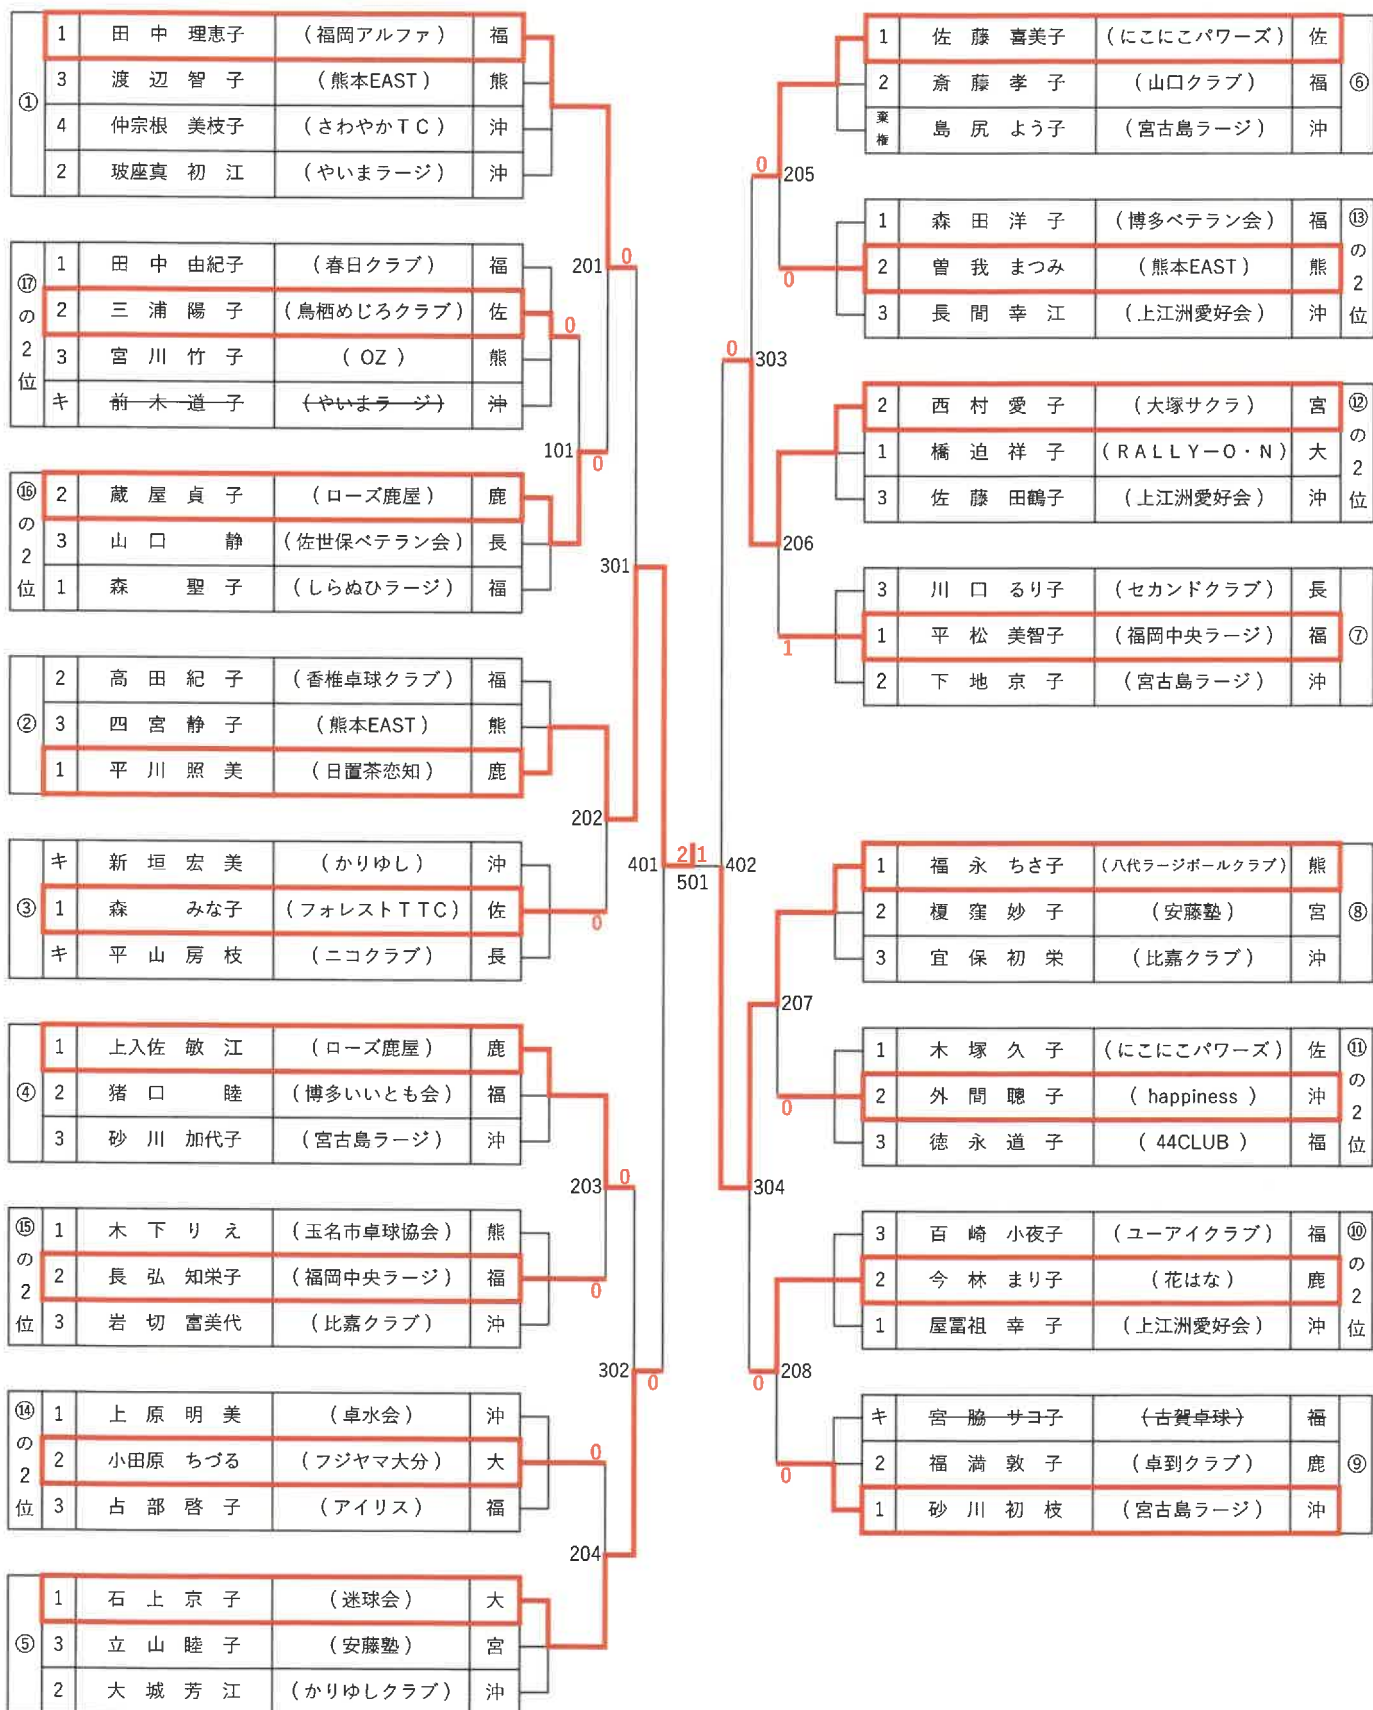 ①
1 田中 理恵子 （福岡アルファ） 福
3 渡辺智子 （熊本EAST） 熊
4 仲宗根 美枝子 （さわやかＴＣ） 沖
2 玻座真 初江 （やいまラージ） 沖
⑰の2位
1 田中 由紀子 （春日クラブ） 福
2 三浦陽子 （鳥栖めじろクラブ） 佐
3 宮川竹子 （OZ） 熊
キ 前木道子 （やいまラージ） 沖
⑯の2位
2 蔵屋貞子 （ローズ鹿屋） 鹿
3 山口 静 （佐世保ベテラン会） 長
1 森 聖子 （しらぬひラージ） 福
②
2 高田紀子 （香椎卓球クラブ） 福
3 四宮静子 （熊本EAST） 熊
1 平川照美 （日置茶恋知） 鹿
③
キ 新垣宏美 （かりゆし） 沖
1 森 みな子 （フォレストＴＴＣ） 佐
キ 平山房枝 （ニコクラブ） 長
④
1 上入佐 敏江 （ローズ鹿屋） 鹿
2 猪口 睦 （博多いいとも会） 福
3 砂川 加代子 （宮古島ラージ） 沖
⑮の2位
1 木下りえ （玉名市卓球協会） 熊
2 長弘 知栄子 （福岡中央ラージ） 福
3 岩切 富美代 （比嘉クラブ） 沖
⑭の2位
1 上原明美 （卓水会） 沖
2 小田原 ちづる （フジヤマ大分） 大
3 占部啓子 （アイリス） 福
⑤
1 石上京子 （迷球会） 大
3 立山睦子 （安藤塾） 宮
2 大城芳江 （かりゆしクラブ） 沖
201 0
0
101 0
301
202
0
401 2 1 402
501
203 0
0
302 0
0
204
⑥
1 佐藤 喜美子 （にこにこパワーズ） 佐
2 斎藤孝子 （山口クラブ） 福
棄権 島尻 よう子 （宮古島ラージ） 沖
⑬の2位
1 森田洋子 （博多ベテラン会） 福
2 曽我 まつみ （熊本EAST） 熊
3 長間幸江 （上江洲愛好会） 沖
⑫の2位
2 西村愛子 （大塚サクラ） 宮
1 橋迫祥子 （ＲＡＬＬＹ－Ｏ・Ｎ） 大
3 佐藤 田鶴子 （上江洲愛好会） 沖
⑦
3 川口 るり子 （セカンドクラブ） 長
1 平松 美智子 （福岡中央ラージ） 福
2 下地京子 （宮古島ラージ） 沖
⑧
1 福永 ちさ子 （八代ラージボールクラブ） 熊
2 榎窪妙子 （安藤塾） 宮
3 宜保初栄 （比嘉クラブ） 沖
⑪の2位
1 木塚久子 （にこにこパワーズ） 佐
2 外間聰子 （happiness） 沖
3 徳永道子 （44CLUB） 福
⑩の2位
3 百崎 小夜子 （ユーアイクラブ） 福
2 今林 まり子 （花はな） 鹿
1 屋冨祖 幸子 （上江洲愛好会） 沖
⑨
キ 宮脇 サコ子 （古賀卓球） 福
2 福満敦子 （卓到クラブ） 鹿
1 砂川初枝 （宮古島ラージ） 沖
0 205
0
0 303
206
1
207
0
304
0 208
0